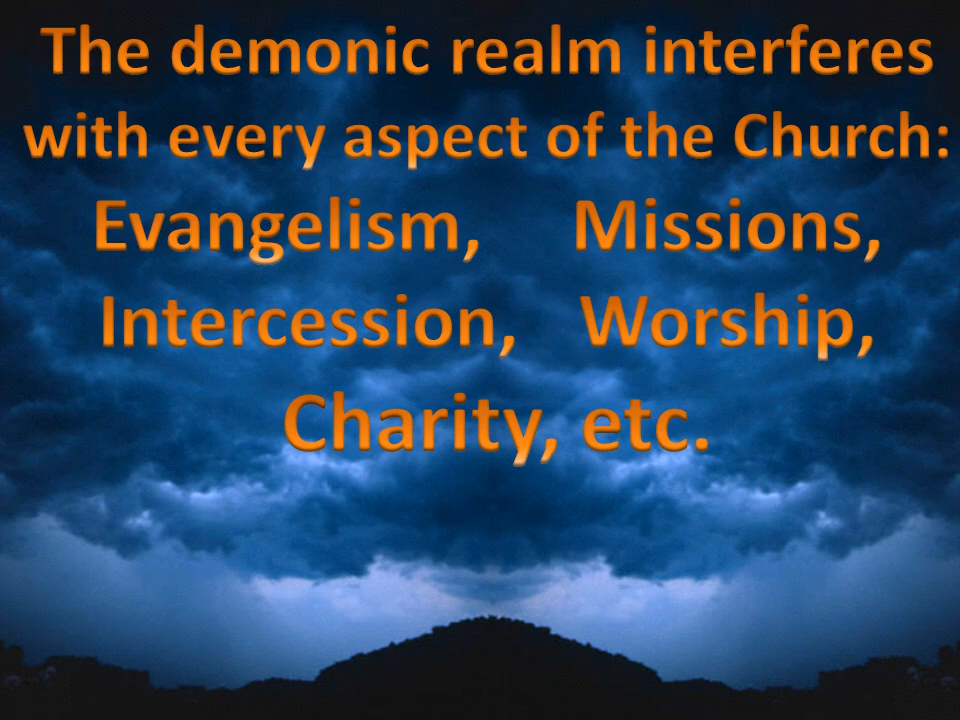 The demonic realm interferes
with every aspect of the Church:
Evangelism, Missions,
Intercession, Worship,
Charity, etc.